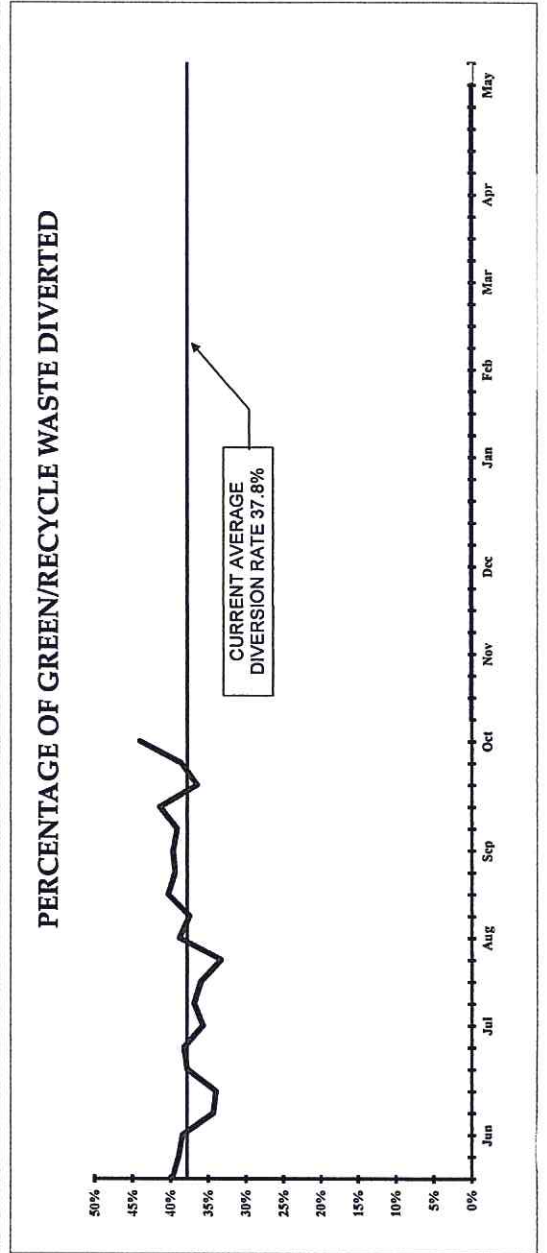 PERCENTAGE OF GREEN/RECYCLE WASTE DIVERTED
50%
45%
40%
35%
30%
25%
20%
15%
10%
5%
0%
CURRENT AVERAGE
DIVERSION RATE 37.8%
Jun
Jul
Aug
Sep
Oct
Nov
Dec
Jan
Feb
Mar
Apr
May